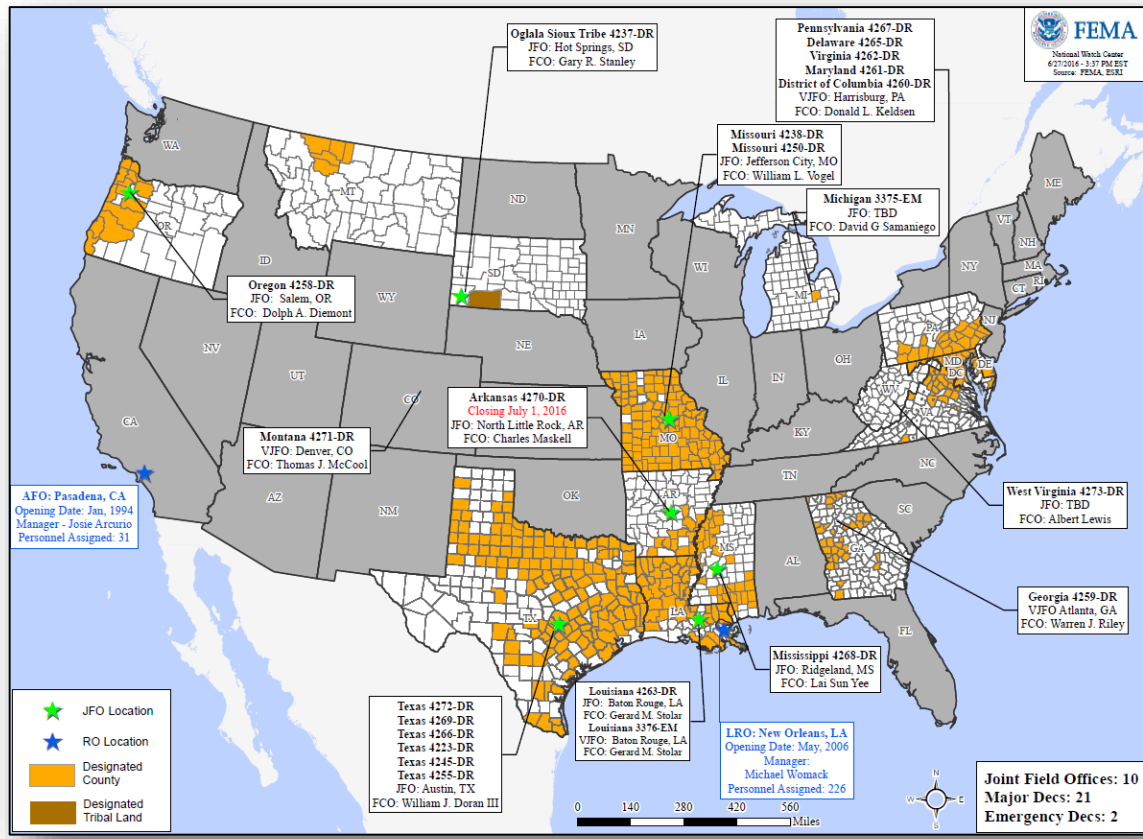 Oglala Sioux Tribe 4237-DR
JFO: Hot Springs, SD
FCO: Gary R. Stanley
Pennsylvania 4267-DR
Delaware 4265-DR
Virginia 4262-DR
Maryland 4261-DR
District of Columbia 4260-DR
VJFO: Harrisburg, PA
FCO: Donald L. Keldsen
FEMA
National Watch Center
6/27/2016 - 3:37 PM EST
Source: FEMA, ESRI
Missouri 4238-DR
Missouri 4250-DR
JFO: Jefferson City, MO
FCO: William L. Vogel
Michigan 3375-EM
JFO: TBD
FCO: David G Samaniego
WA
MT
ND
MN
WI
MI
NY
VT
NH
ME
MA
CT
RI
OR
ID
WY
SD
IA
NE
PA
NJ
OH
IN
IL
MD
DE
DC
WV
VA
NV
UT
CO
CA
MO
KY
Oregon 4258-DR
JFO: Salem, OR
FCO: Dolph A. Diemont
Arkansas 4270-DR
Closing July 1, 2016
JFO: North Little Rock, AR
FCO: Charles Maskell
Montana 4271-DR
VJFO: Denver, CO
FCO: Thomas J. McCool
AZ
NM
OK
AR
TN
NC
SC
MS
AL
GA
TX
LA
FL
AFO: Pasadena, CA
Opening Date: Jan, 1994
Manager - Josie Arcurio
Personnel Assigned: 31
West Virginia 4273-DR
JFO: TBD
FCO: Albert Lewis
Georgia 4259-DR
VJFO Atlanta, GA
FCO: Warren J. Riley
Mississippi 4268-DR
JFO: Ridgeland, MS
FCO: Lai Sun Yee
Texas 4272-DR
Texas 4269-DR
Texas 4266-DR
Texas 4223-DR
Texas 4245-DR
Texas 4255-DR
JFO: Austin, TX
FCO: William J. Doran III
Louisiana 4263-DR
JFO: Baton Rouge, LA
FCO: Gerard M. Stolar
Louisiana 3376-EM
VJFO: Baton Rouge, LA
FCO: Gerard M. Stolar
LRO: New Orleans, LA
Opening Date: May, 2006
Manager:
Michael Womack
Personnel Assigned: 226
JFO Location
RO Location
Designated
County
Designated
Tribal Land
0 140 280 420 560
Miles
N
W E
S
Joint Field Offices: 10
Major Decs: 21
Emergency Decs: 2